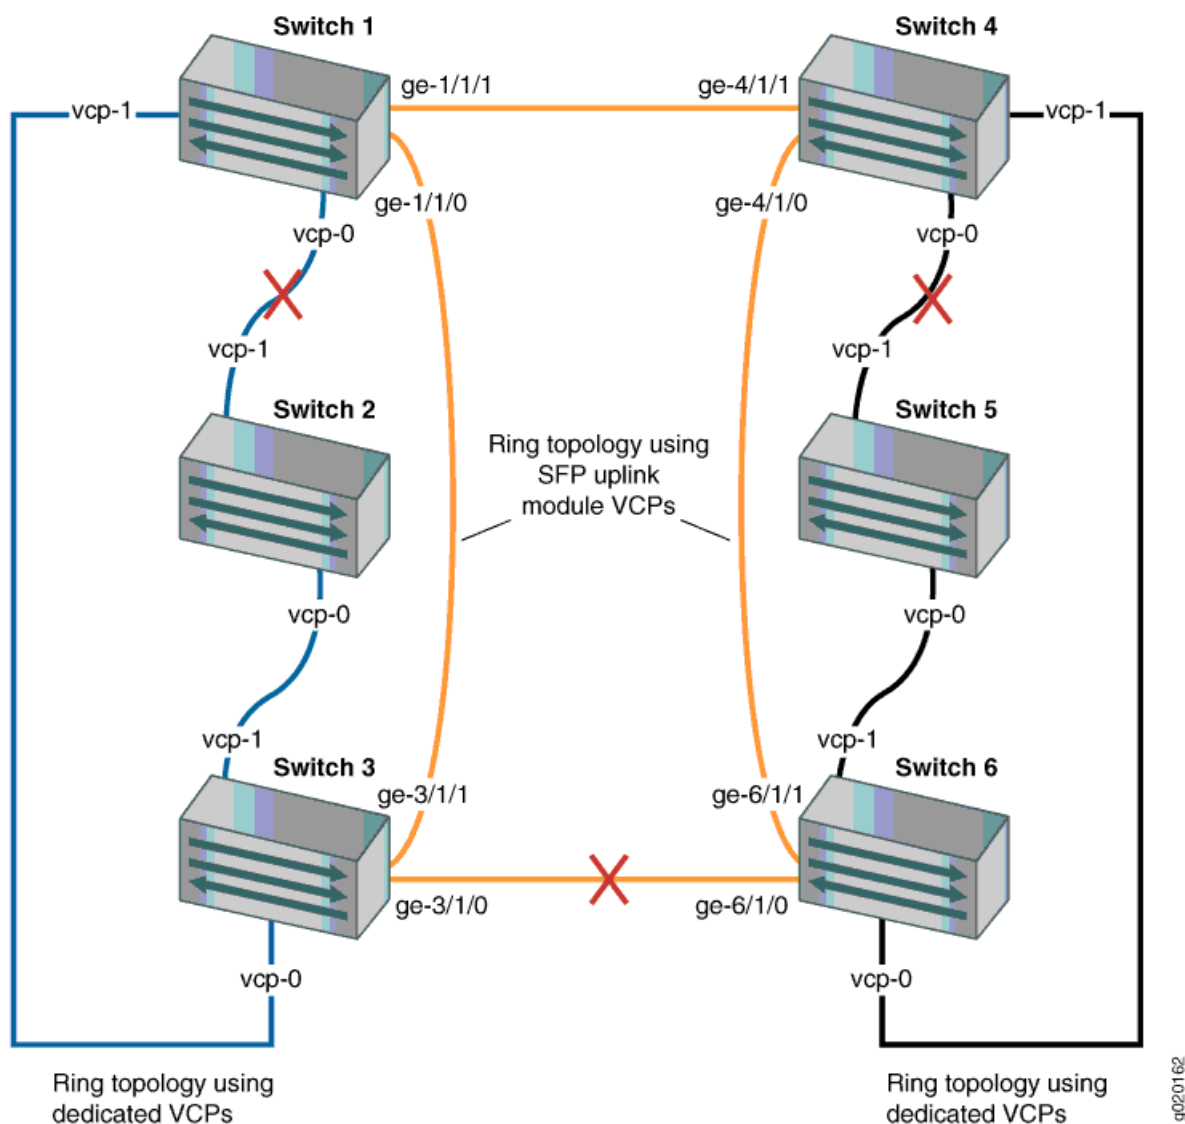 Switch 1
Switch 4
ge-1/1/1
ge-4/1/1
vcp-1
vcp-1
ge-1/1/0
ge-4/1/0
vcp-0
vcp-0
vcp-1
vcp-1
Switch 2
Switch 5
Ring topology using
SFP uplink
module VCPs
vcp-0
vcp-0
vcp-1
vcp-1
Switch 3
Switch 6
ge-3/1/1
ge-6/1/1
ge-3/1/0
ge-6/1/0
vcp-0
vcp-0
Ring topology using
dedicated VCPs
Ring topology using
dedicated VCPs
g020162